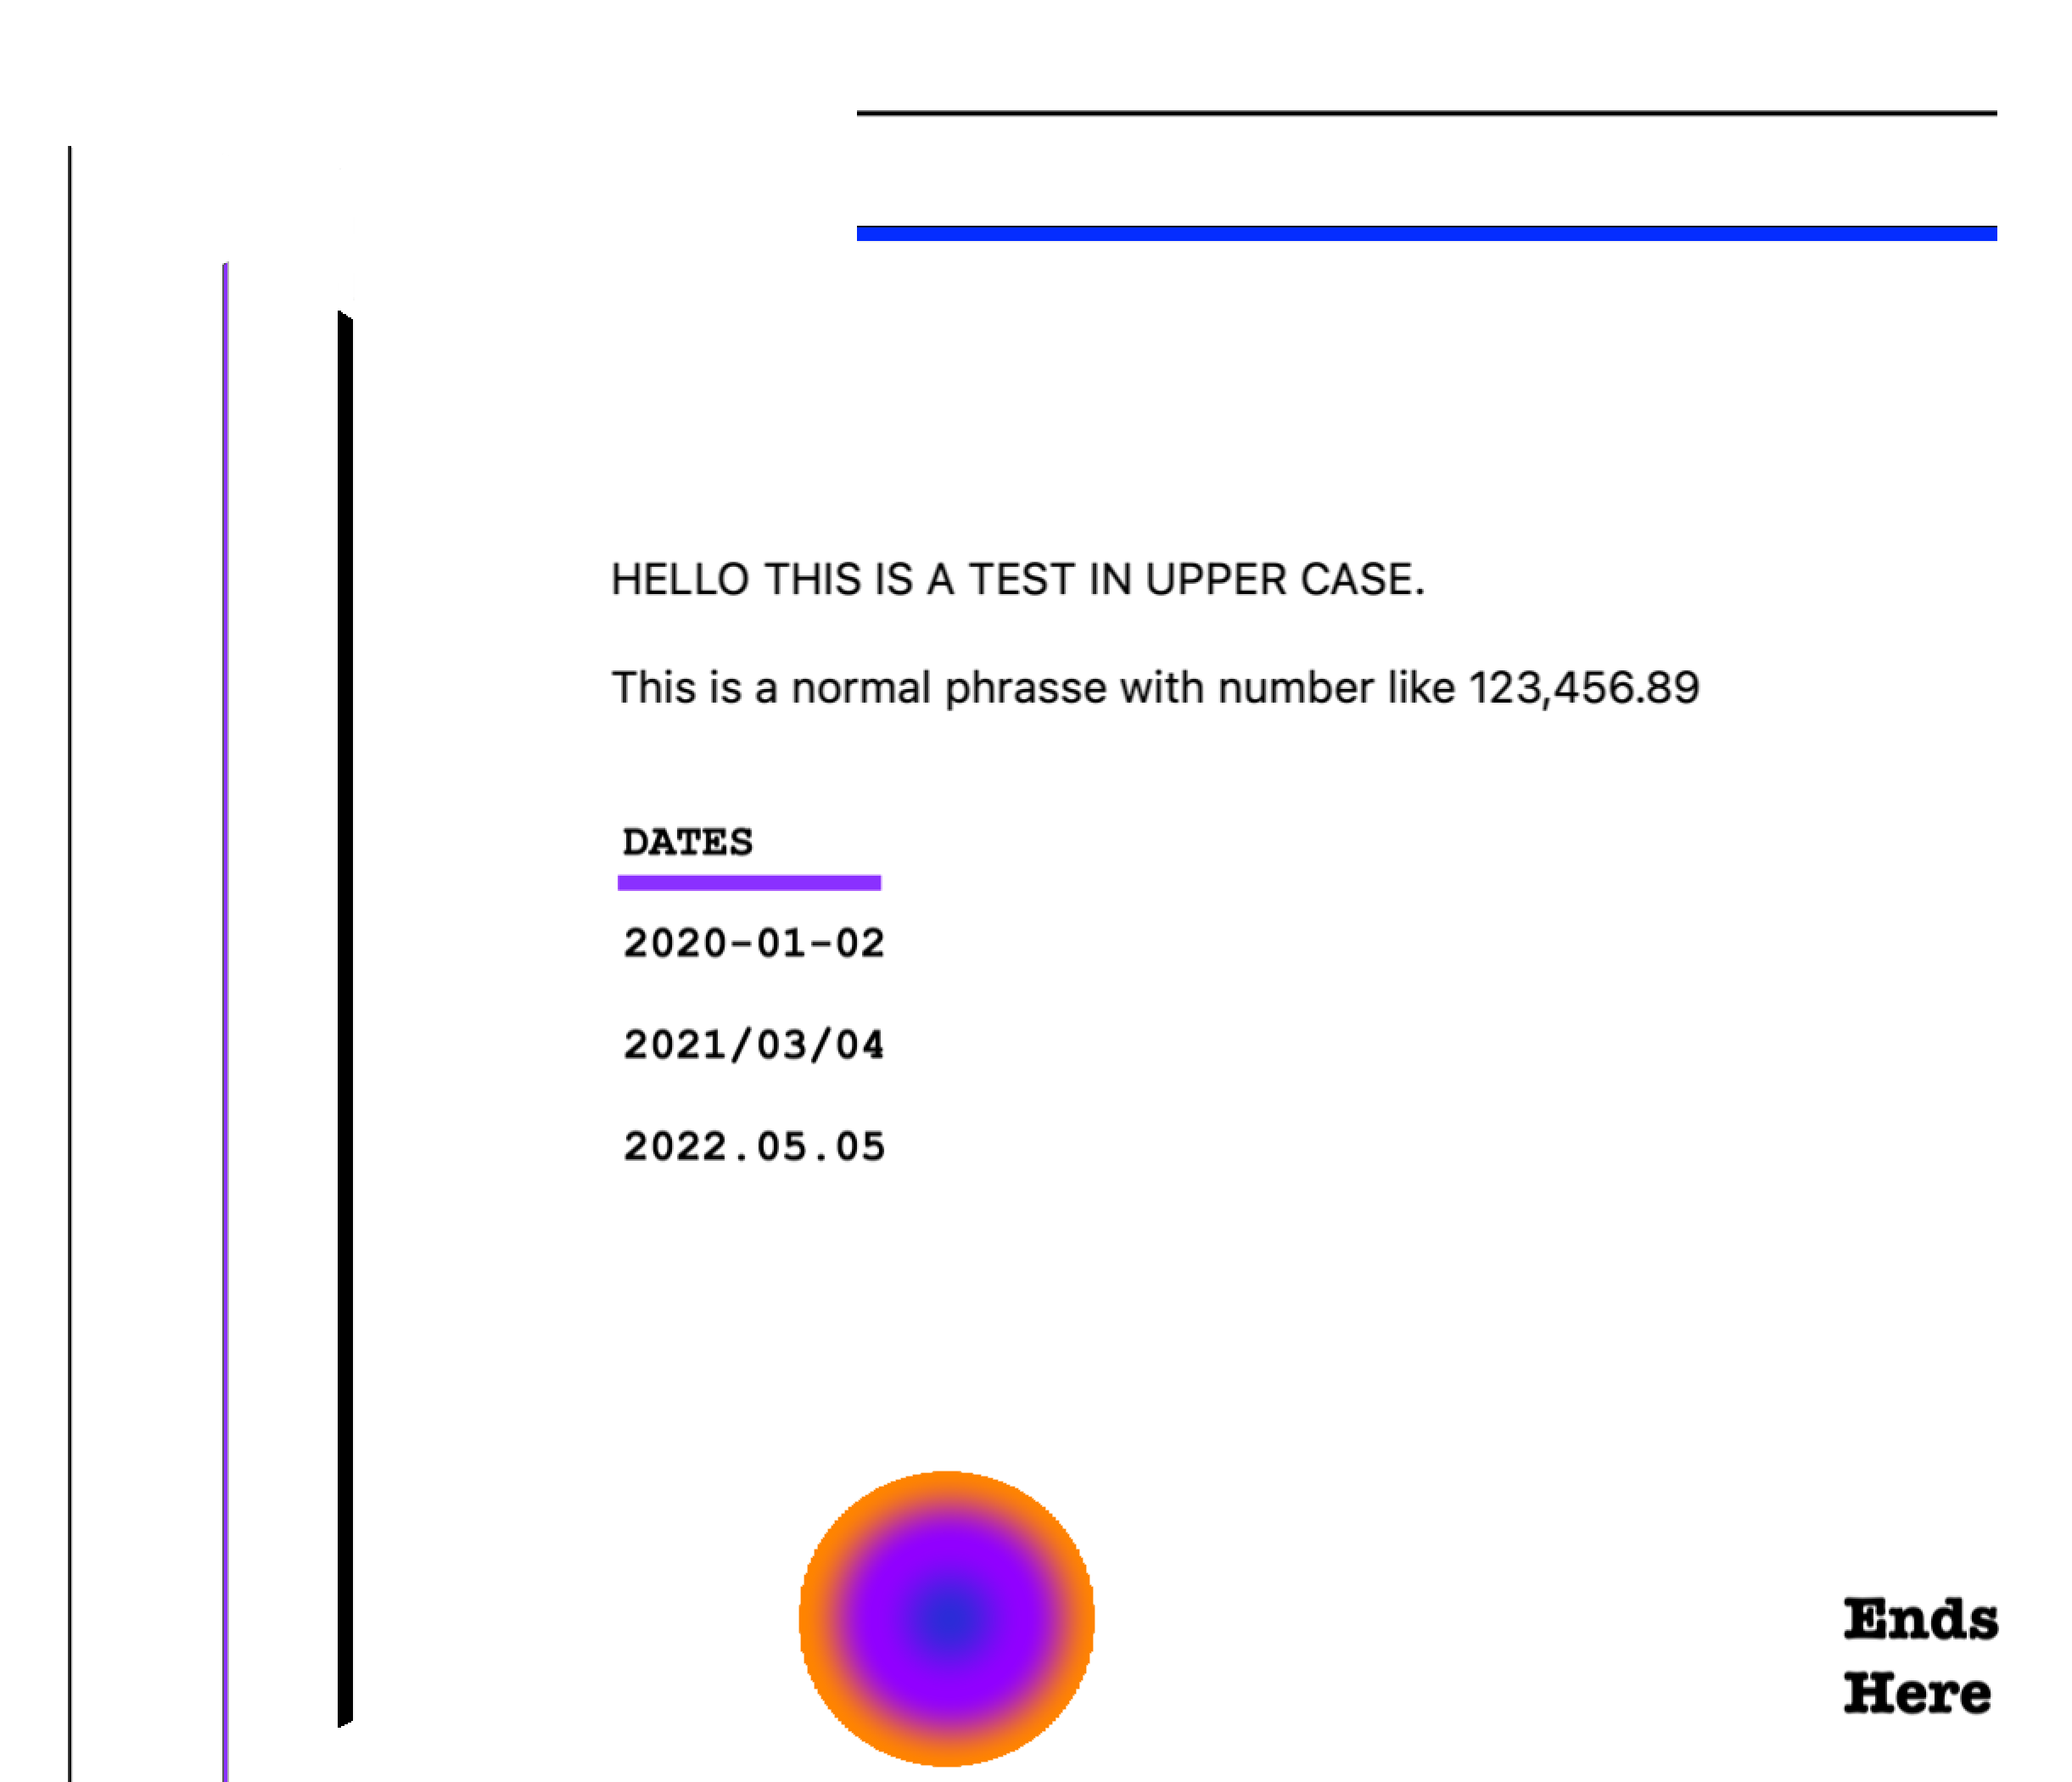 HELLO THIS IS A TEST IN UPPER CASE.
This is a normal phrasse with number like 123,456.89
DATES
2020-01-02
2021/03/04
2022.05.05
Ends
Here